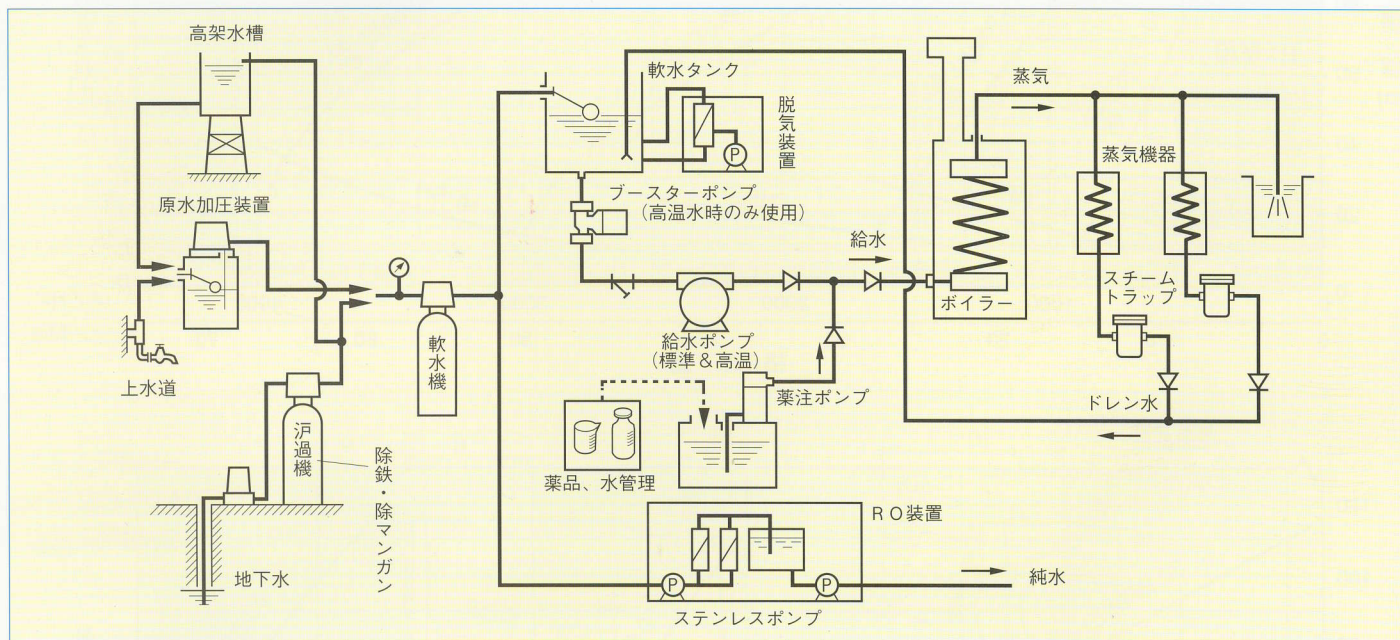 高架水槽
原水加圧装置
上水道
地下水
沪過機
除鉄・除マンガン
軟水機
軟水タンク
脱気装置
P
ブースターポンプ
(高温水時のみ使用)
給水
給水ポンプ
(標準&高温)
薬注ポンプ
薬品、水管理
ボイラー
蒸気
蒸気機器
スチーム
トラップ
ドレン水
RO装置
P
P
ステンレスポンプ
純水